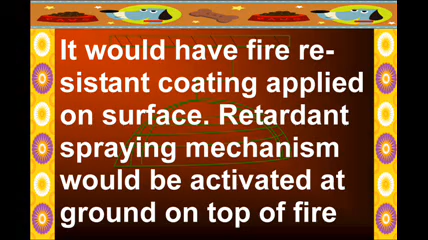 It would have fire re-
sistant coating applied
on surface. Retardant
spraying mechanism
would be activated at
ground on top of fire